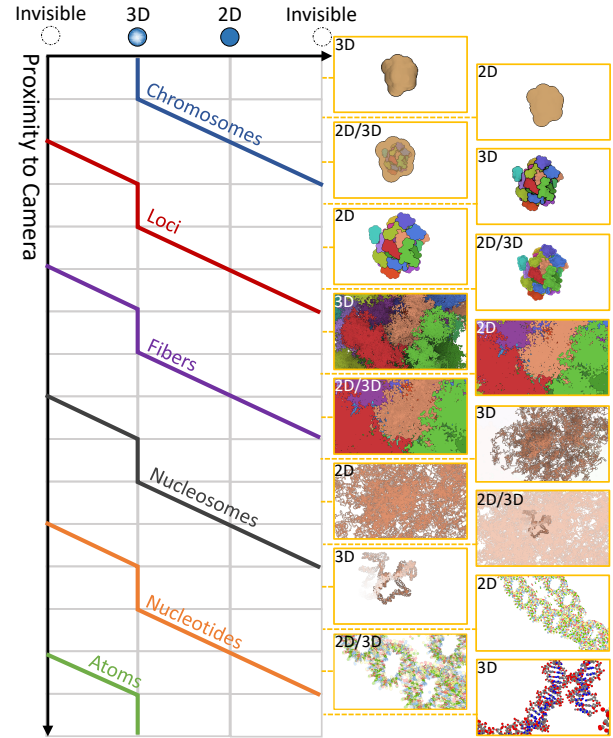 Invisible 3D 2D Invisible
Proximity to Camera
Chromosomes
Loci
Fibers
Nucleosomes
Nucleotides
Atoms
3D
2D
2D/3D
3D
2D
2D/3D
3D
2D
2D/3D
3D
2D
2D/3D
3D
2D
2D/3D
3D